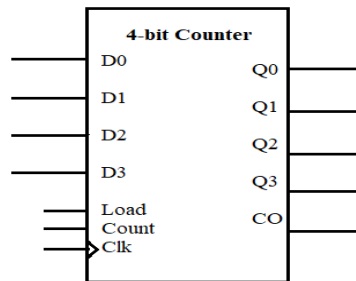 4-bit Counter
D0
D1
D2
D3
Load
Count
Clk
Q0
Q1
Q2
Q3
CO